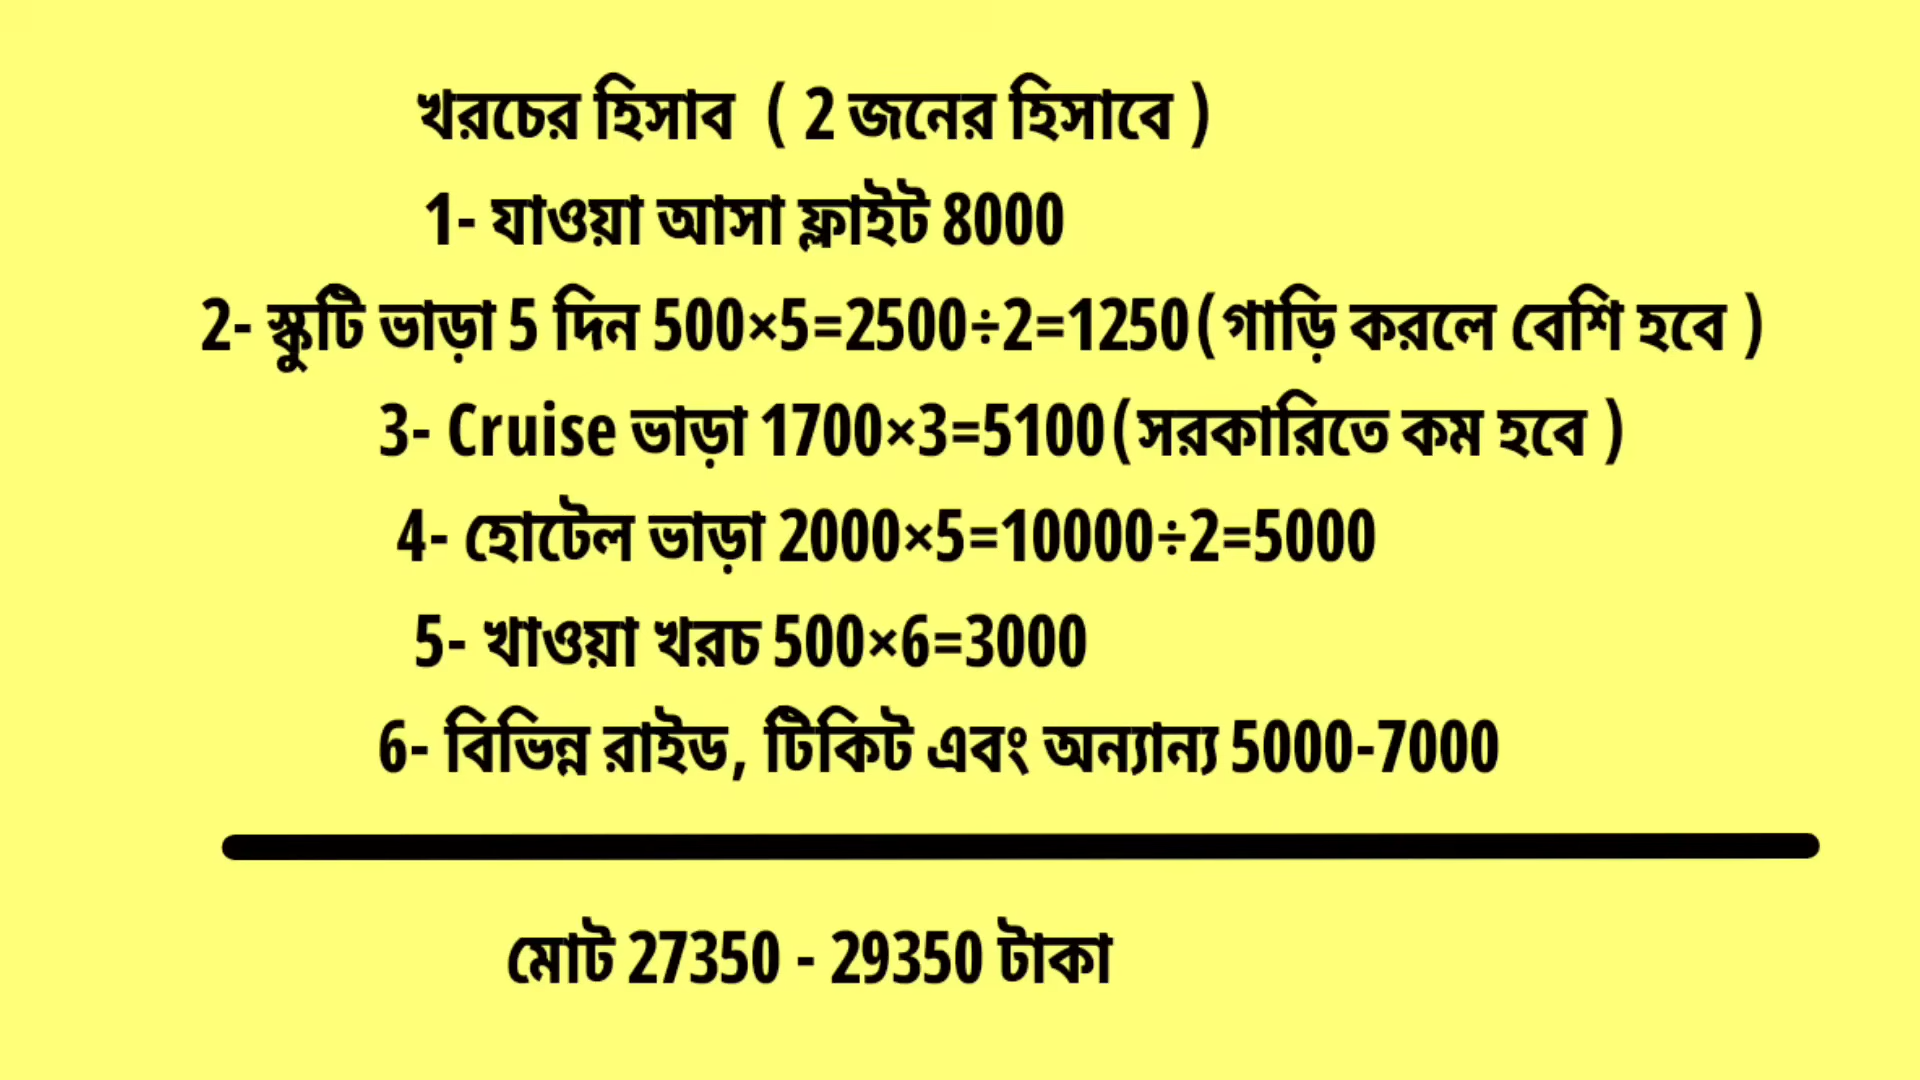 খরচের হিসাব ( 2 জনের হিসাবে )
1- যাওয়া আসা ফ্লাইট 8000
2- স্কুটি ভাড়া 5 দিন 500×5=2500÷2=1250(গাড়ি করলে বেশি হবে )
3- Cruise ভাড়া 1700×3=5100(সরকারিতে কম হবে )
4- হোটেল ভাড়া 2000×5=10000÷2=5000
5- খাওয়া খরচ 500×6=3000
6- বিভিন্ন রাইড, টিকিট এবং অন্যান্য 5000-7000
মোট 27350 - 29350 টাকা